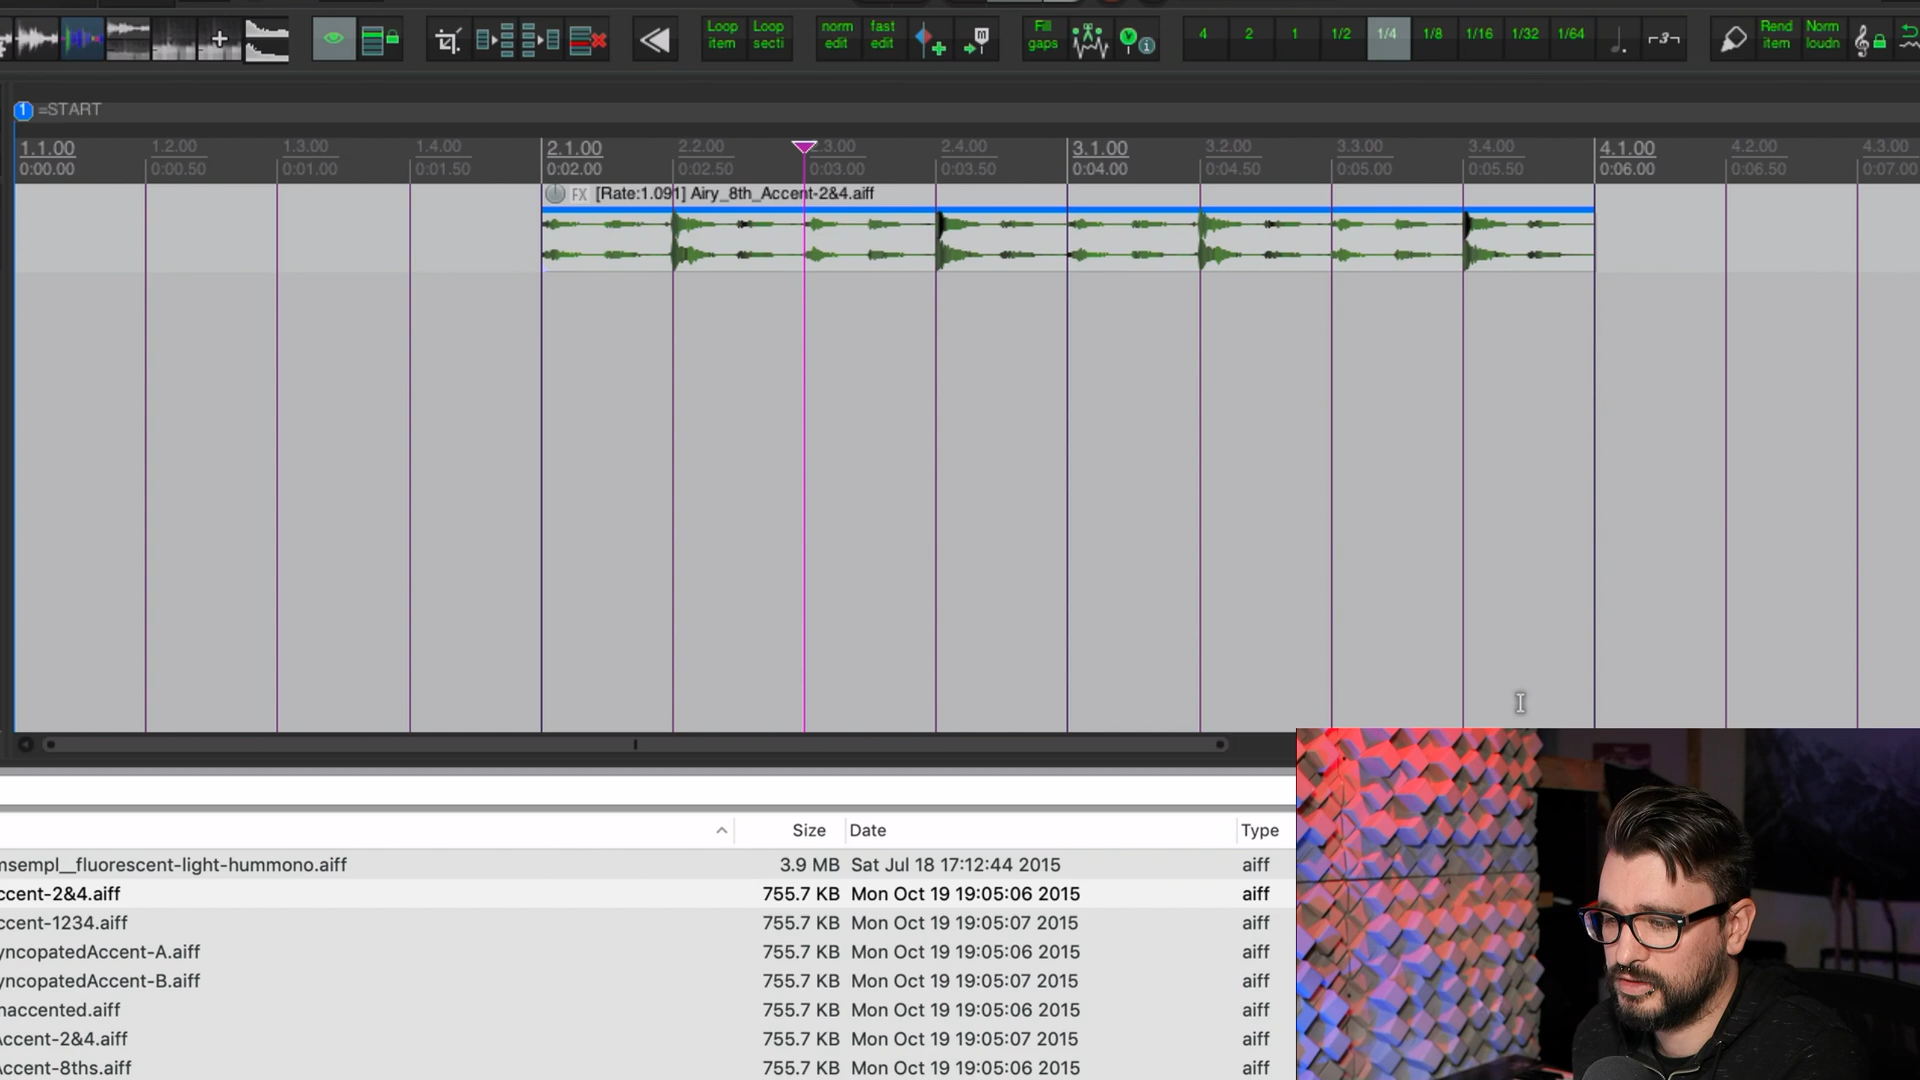 Loop item
Loop secti
norm edit
fast edit
Fill gaps
4
2
1
1/2
1/4
1/8
1/16
1/32
1/64
3
Rend item
Norm loudn
1 =START
1.1.00 1.2.00 1.3.00 1.4.00 2.1.00 2.2.00 2.3.00 2.4.00 3.1.00 3.2.00 3.3.00 3.4.00 4.1.00 4.2.00 4.3.00
0:00.00 0:00.50 0:01.00 0:01.50 0:02.00 0:02.50 0:03.00 0:03.50 0:04.00 0:04.50 0:05.00 0:05.50 0:06.00 0:06.50 0:07.00
FX [Rate:1.091] Airy_8th_Accent-2&4.aiff
Size Date Type
nsempl__fluorescent-light-hummono.aiff 3.9 MB Sat Jul 18 17:12:44 2015 aiff
ccent-2&4.aiff 755.7 KB Mon Oct 19 19:05:06 2015 aiff
ccent-1234.aiff 755.7 KB Mon Oct 19 19:05:07 2015 aiff
yncopatedAccent-A.aiff 755.7 KB Mon Oct 19 19:05:06 2015 aiff
yncopatedAccent-B.aiff 755.7 KB Mon Oct 19 19:05:07 2015 aiff
naccented.aiff 755.7 KB Mon Oct 19 19:05:06 2015 aiff
Accent-2&4.aiff 755.7 KB Mon Oct 19 19:05:07 2015 aiff
Accent-8ths.aiff 755.7 KB Mon Oct 19 19:05:06 2015 aiff